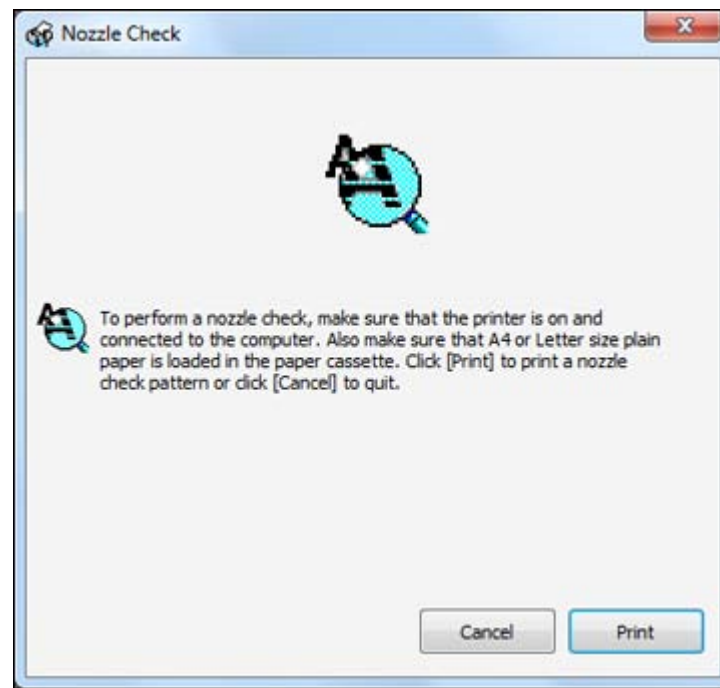 Nozzle Check
To perform a nozzle check, make sure that the printer is on and
connected to the computer. Also make sure that A4 or Letter size plain
paper is loaded in the paper cassette. Click [Print] to print a nozzle
check pattern or click [Cancel] to quit.
Cancel Print